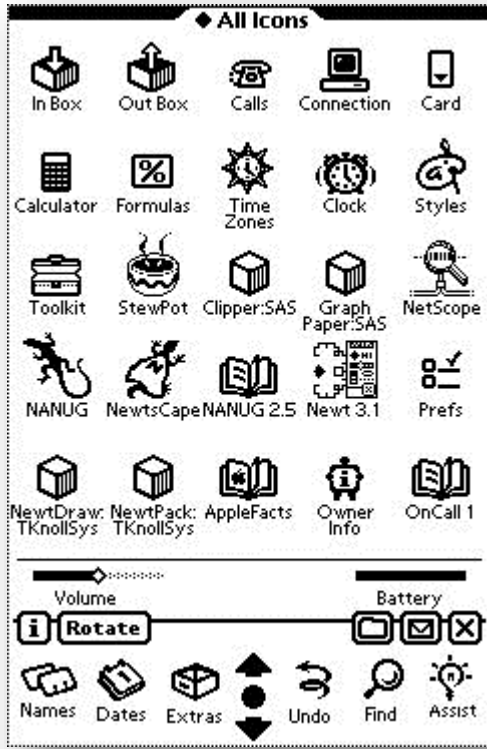 All Icons
In Box Out Box Calls Connection Card
Calculator Formulas Time Zones Clock Styles
Toolkit StewPot Clipper:SAS Graph Paper:SAS NetScope
NANUG NewtsCape NANUG 2.5 Newt 3.1 Prefs
NewtDraw: TKnollSys NewtPack: TKnollSys AppleFacts Owner Info OnCall 1
Volume Battery
i Rotate
Names Dates Extras Undo Find Assist